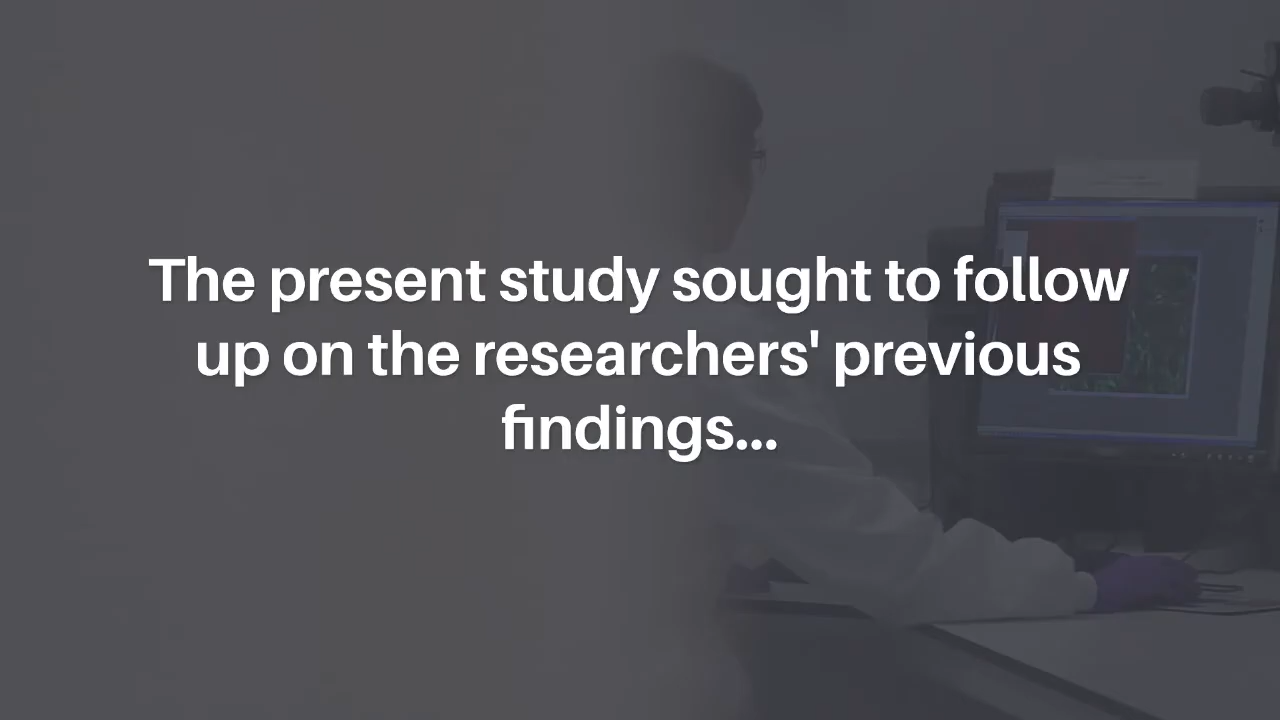 The present study sought to follow
up on the researchers' previous
findings...